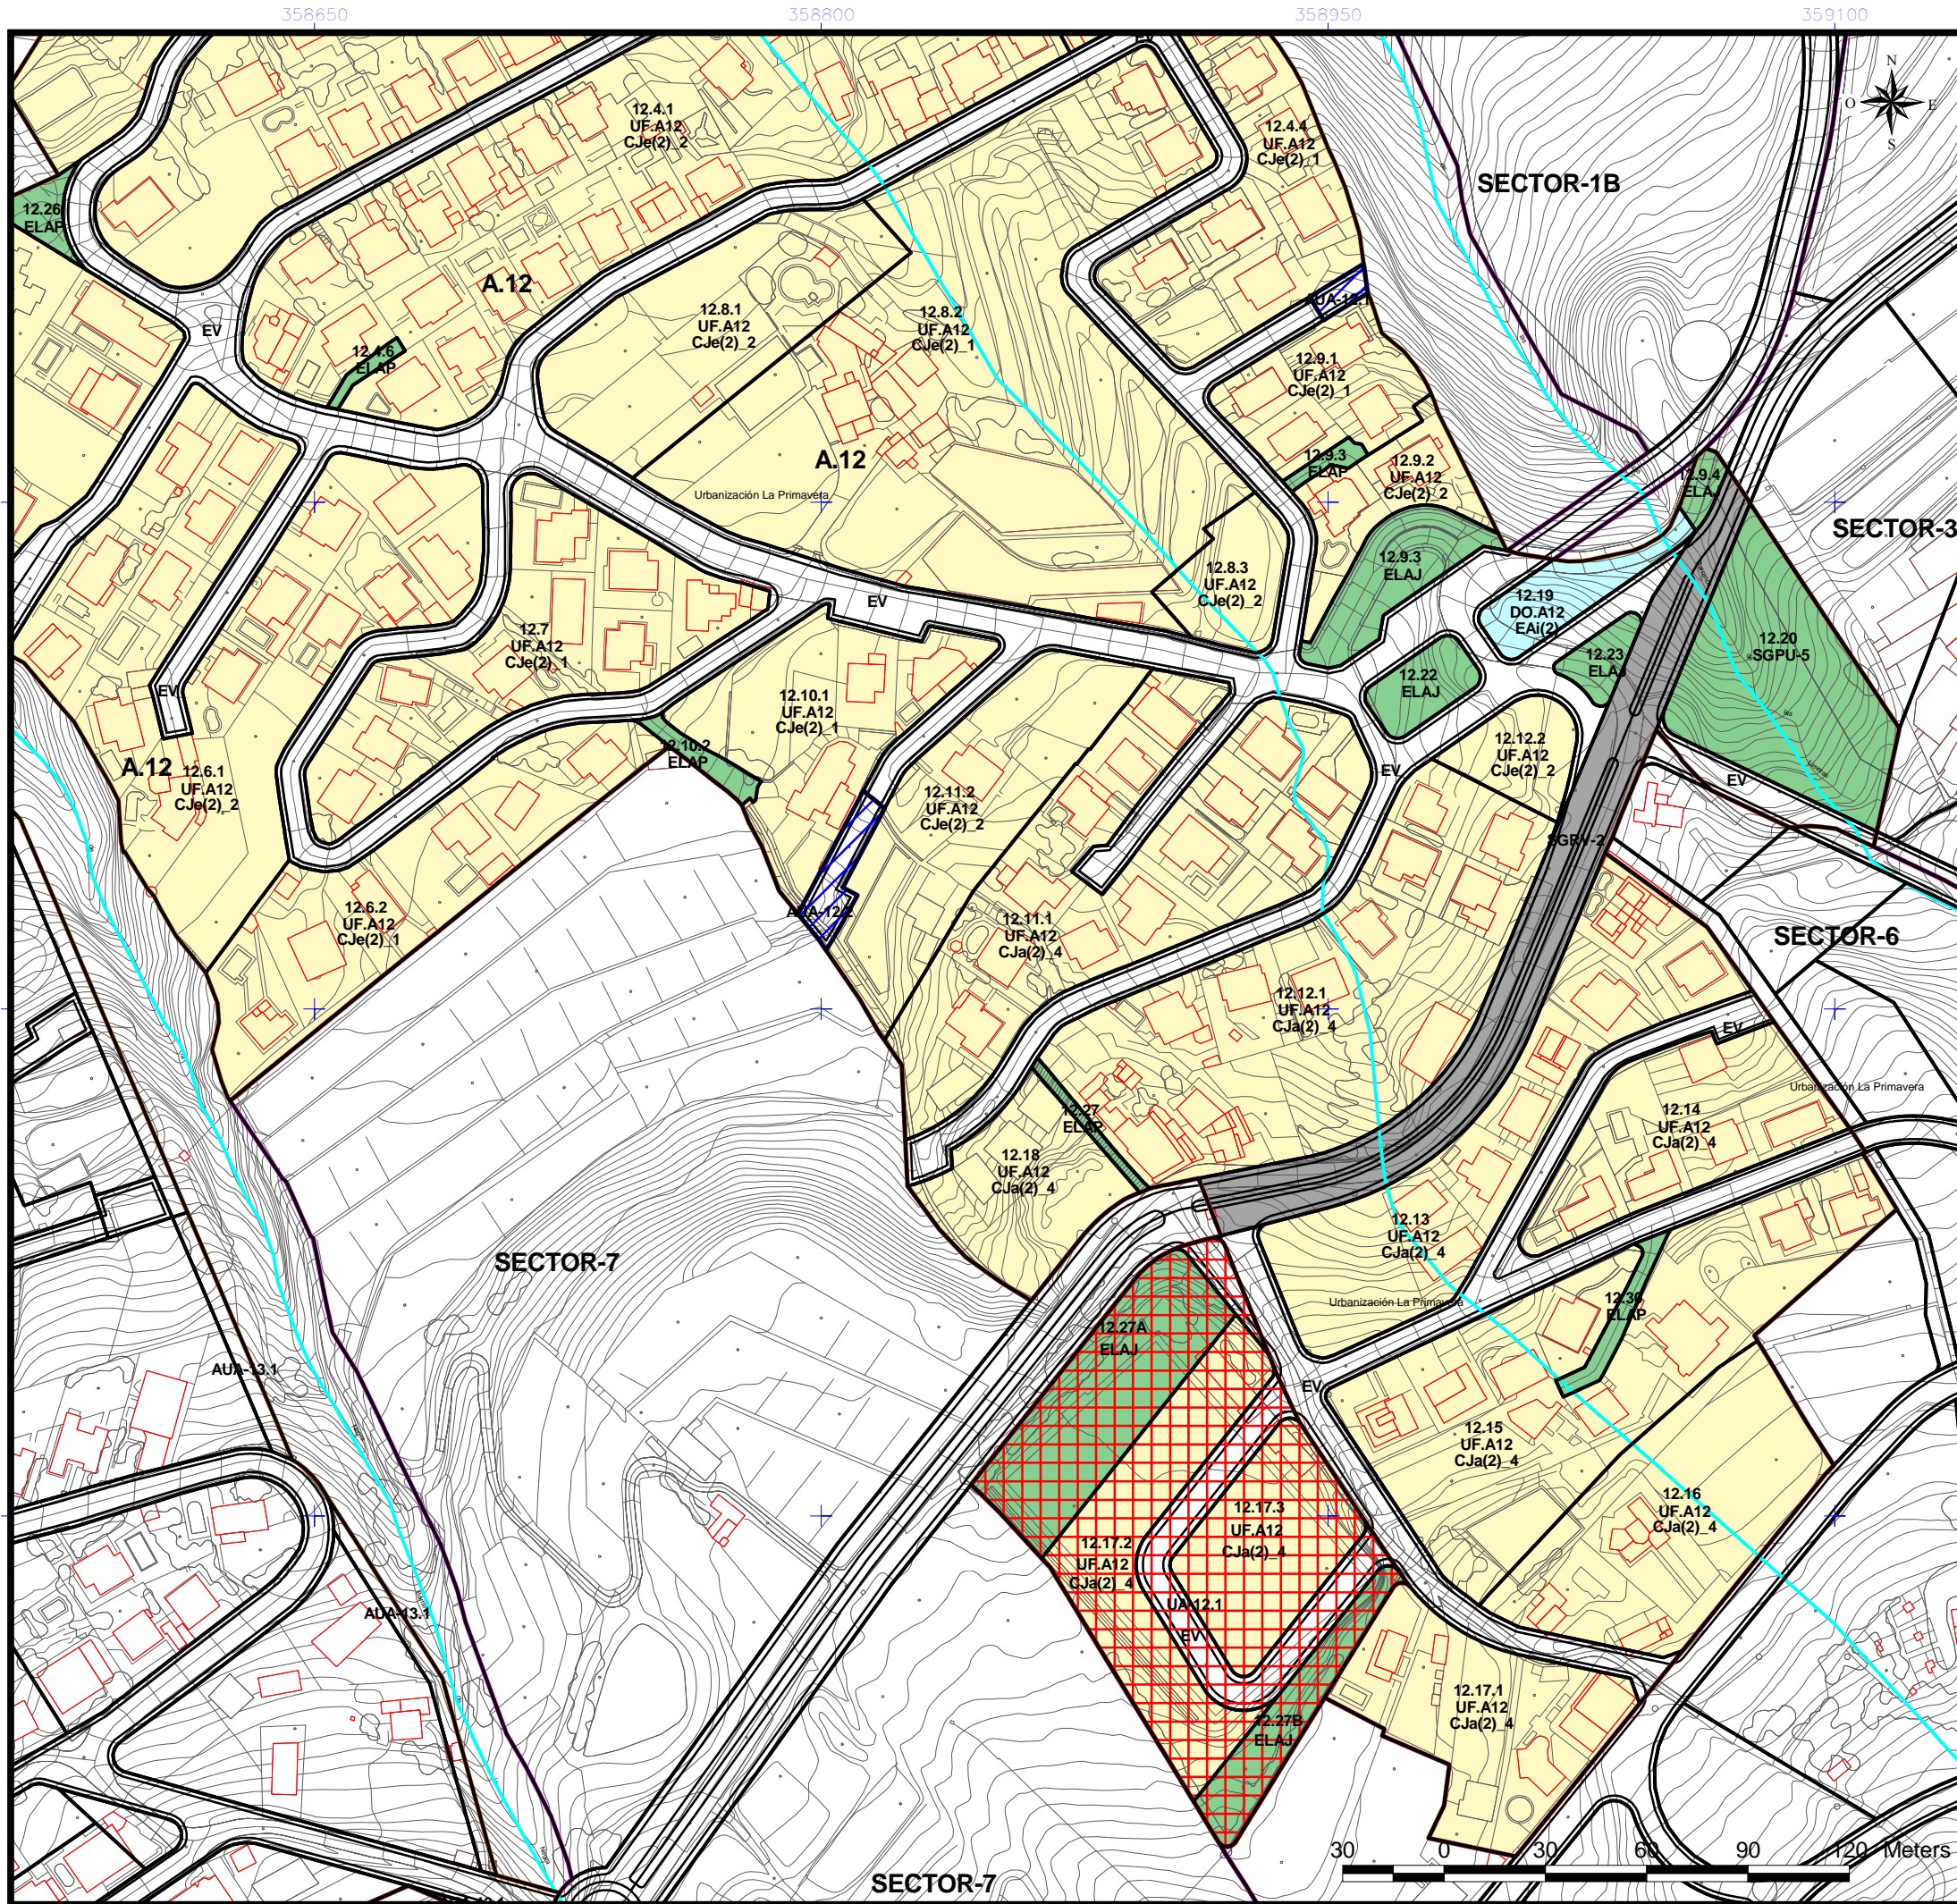 358650
358800
358950
359100
EV
N
O
E
S
12.4.1
UF.A12
CJe(2)_2
12.4.4
UF.A12
CJe(2)_1
SECTOR-1B
12.26
ELAP
A.12
12.8.1
UF.A12
CJe(2)_2
12.8.2
UF.A12
CJe(2)_1
AUA-12.1
EV
12.4.6
ELAP
12.9.1
UF.A12
CJe(2)_1
A.12
Urbanización La Primavera
12.9.3
ELAP
12.9.2
UF.A12
CJe(2)_2
12.9.4
ELAJ
SECTOR-3
12.9.3
ELAJ
12.8.3
UF.A12
CJe(2)_2
EV
12.19
DO.A12
EAi(2)
12.7
UF.A12
CJe(2)_1
12.20
SGPU-5
12.23
ELAJ
12.22
ELAJ
EV
12.10.1
UF.A12
CJe(2)_1
12.10.2
ELAP
12.12.2
UF.A12
CJe(2)_2
EV
EV
A.12
12.6.1
UF.A12
CJe(2)_2
12.11.2
UF.A12
CJe(2)_2
SGRV-2
12.6.2
UF.A12
CJe(2)_1
AUA-12.2
12.11.1
UF.A12
CJa(2)_4
SECTOR-6
12.12.1
UF.A12
CJa(2)_4
EV
Urbanización La Primavera
12.27
ELAP
12.14
UF.A12
CJa(2)_4
12.18
UF.A12
CJa(2)_4
12.13
UF.A12
CJa(2)_4
SECTOR-7
Urbanización La Primavera
12.30
ELAP
12.27A
ELAJ
AUA-13.1
EV
12.15
UF.A12
CJa(2)_4
12.16
UF.A12
CJa(2)_4
12.17.3
UF.A12
CJa(2)_4
12.17.2
UF.A12
CJa(2)_4
UA-12.1
EV
AUA-13.1
12.17.1
UF.A12
CJa(2)_4
12.27B
ELAJ
30 0 30 60 90 120 Meters
SECTOR-7